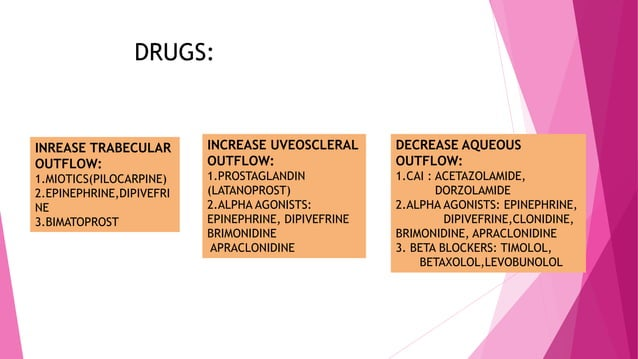 DRUGS:
INREASE TRABECULAR
OUTFLOW:
1.MIOTICS(PILOCARPINE)
2.EPINEPHRINE,DIPIVEFRI
NE
3.BIMATOPROST
INCREASE UVEOSCLERAL
OUTFLOW:
1.PROSTAGLANDIN
(LATANOPROST)
2.ALPHA AGONISTS:
EPINEPHRINE, DIPIVEFRINE
BRIMONIDINE
APRACLONIDINE
DECREASE AQUEOUS
OUTFLOW:
1.CAI : ACETAZOLAMIDE,
DORZOLAMIDE
2.ALPHA AGONISTS: EPINEPHRINE,
DIPIVEFRINE,CLONIDINE,
BRIMONIDINE, APRACLONIDINE
3. BETA BLOCKERS: TIMOLOL,
BETAXOLOL,LEVOBUNOLOL